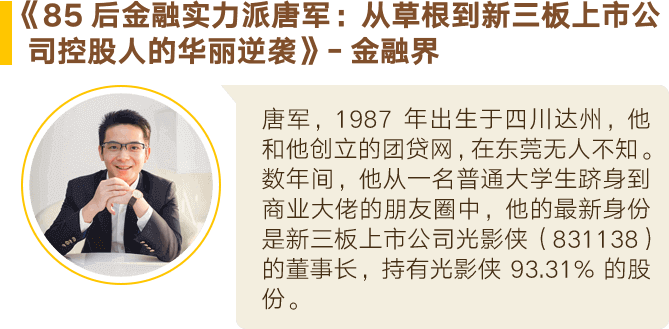 《85 后金融实力派唐军：从草根到新三板上市公
司控股人的华丽逆袭》- 金融界
唐军，1987 年出生于四川达州，他
和他创立的团贷网，在东莞无人不知。
数年间，他从一名普通大学生跻身到
商业大佬的朋友圈中，他的最新身份
是新三板上市公司光影侠（831138）
的董事长，持有光影侠 93.31% 的股
份。